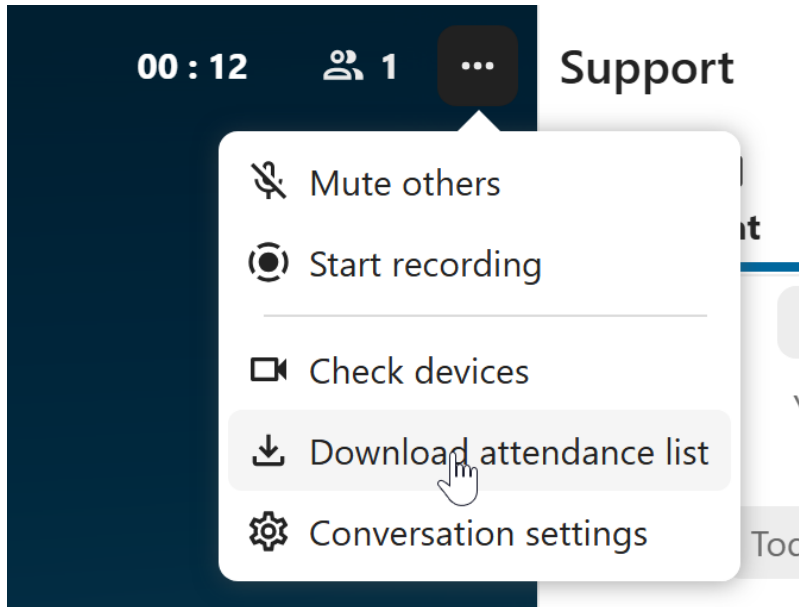 00 : 12 1 ... Support
Mute others
Start recording
Check devices
Download attendance list
Conversation settings